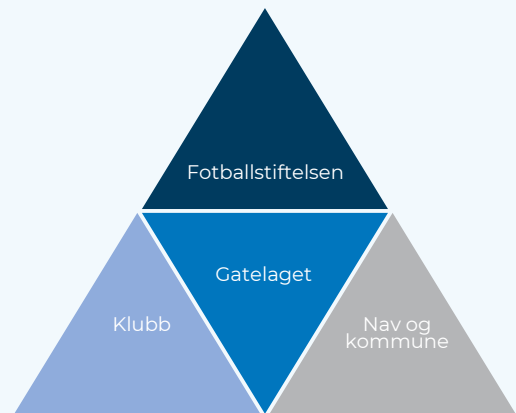 Fotballstiftelsen
Gatelaget
Klubb
Nav og
kommune